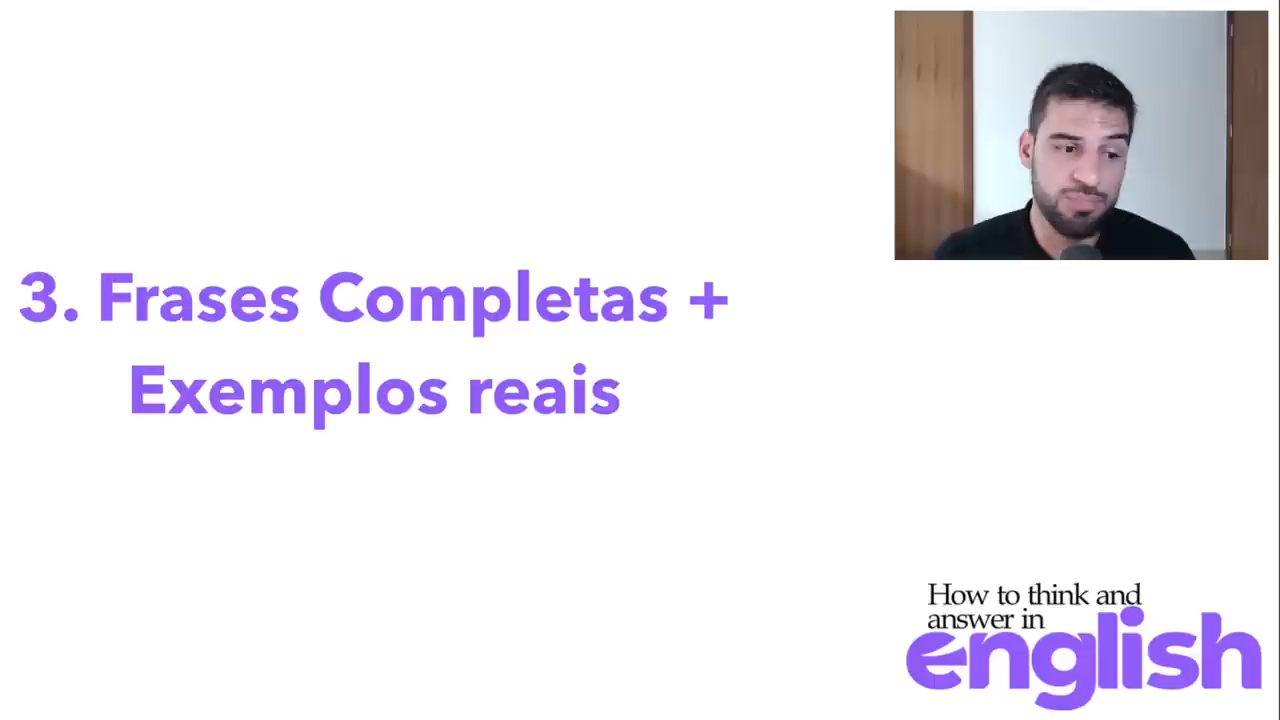 3. Frases Completas +
Exemplos reais
How to think and
answer in
english